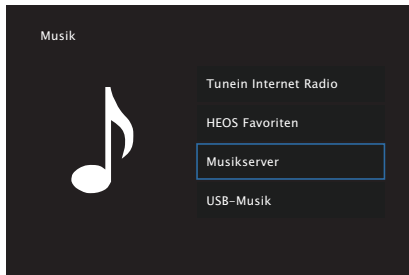 Musik
Tunein Internet Radio
HEOS Favoriten
Musikserver
USB-Musik